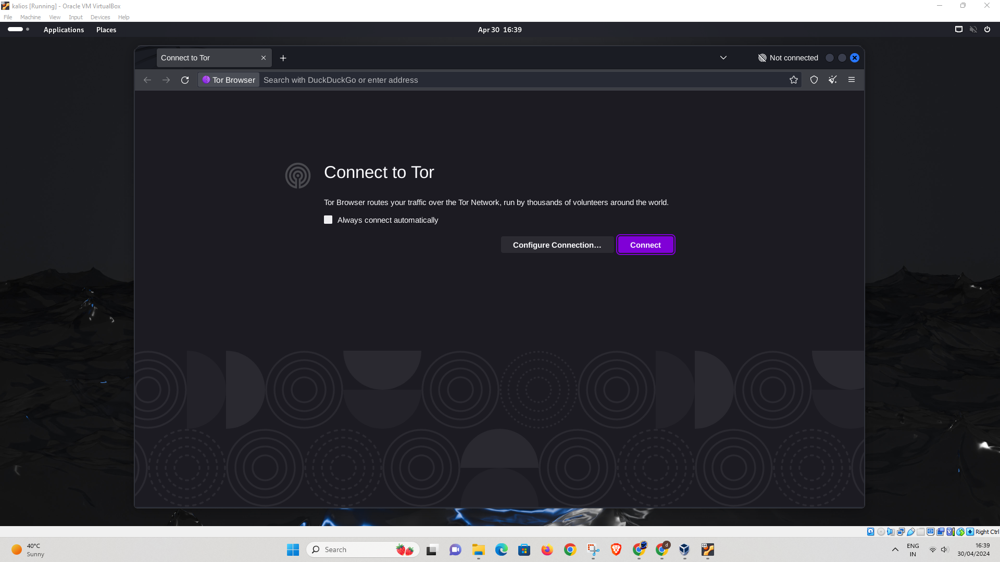 kalios [Running] - Oracle VM VirtualBox
File Machine View Input Devices Help
Applications Places Apr 30 16:39
Connect to Tor Not connected
Tor Browser Search with DuckDuckGo or enter address
Connect to Tor
Tor Browser routes your traffic over the Tor Network, run by thousands of volunteers around the world.
Always connect automatically
Configure Connection… Connect
Right Ctrl
40°C
Sunny
Search
ENG
IN
16:39
30/04/2024